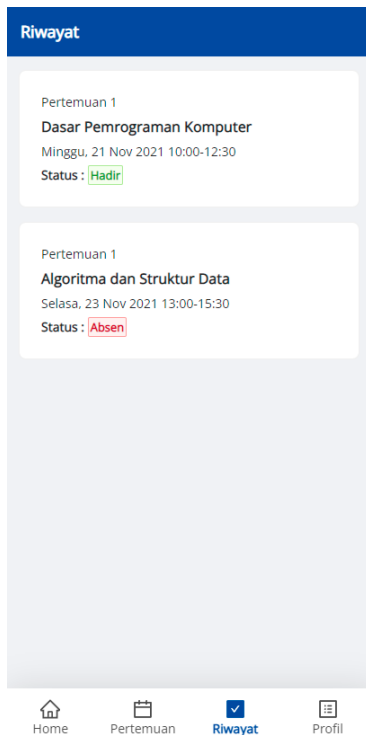 Riwayat
Pertemuan 1
Dasar Pemrograman Komputer
Minggu, 21 Nov 2021 10:00-12:30
Status : Hadir
Pertemuan 1
Algoritma dan Struktur Data
Selasa, 23 Nov 2021 13:00-15:30
Status : Absen
Home Pertemuan Riwayat Profil